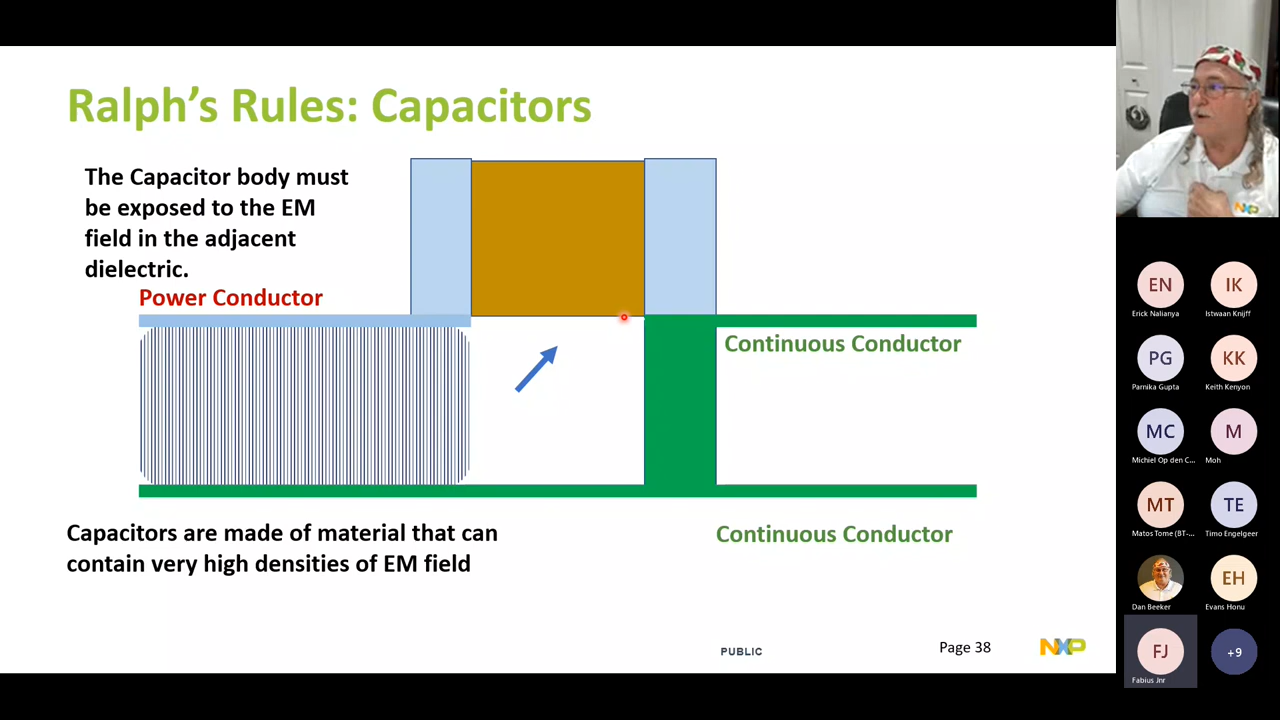 Ralph's Rules: Capacitors
The Capacitor body must
be exposed to the EM
field in the adjacent
dielectric.
Power Conductor
Continuous Conductor
Capacitors are made of material that can
contain very high densities of EM field
Continuous Conductor
PUBLIC
Page 38
NXP
NXP
EN
Erick Nalianya
IK
Istwaan Knijff
PG
Parnika Gupta
KK
Keith Kenyon
MC
Michiel Op den C...
M
Moh
MT
Matos Tome (BT-...
TE
Timo Engelgeer
Dan Beeker
EH
Evans Honu
FJ
Fabius Jnr
+9